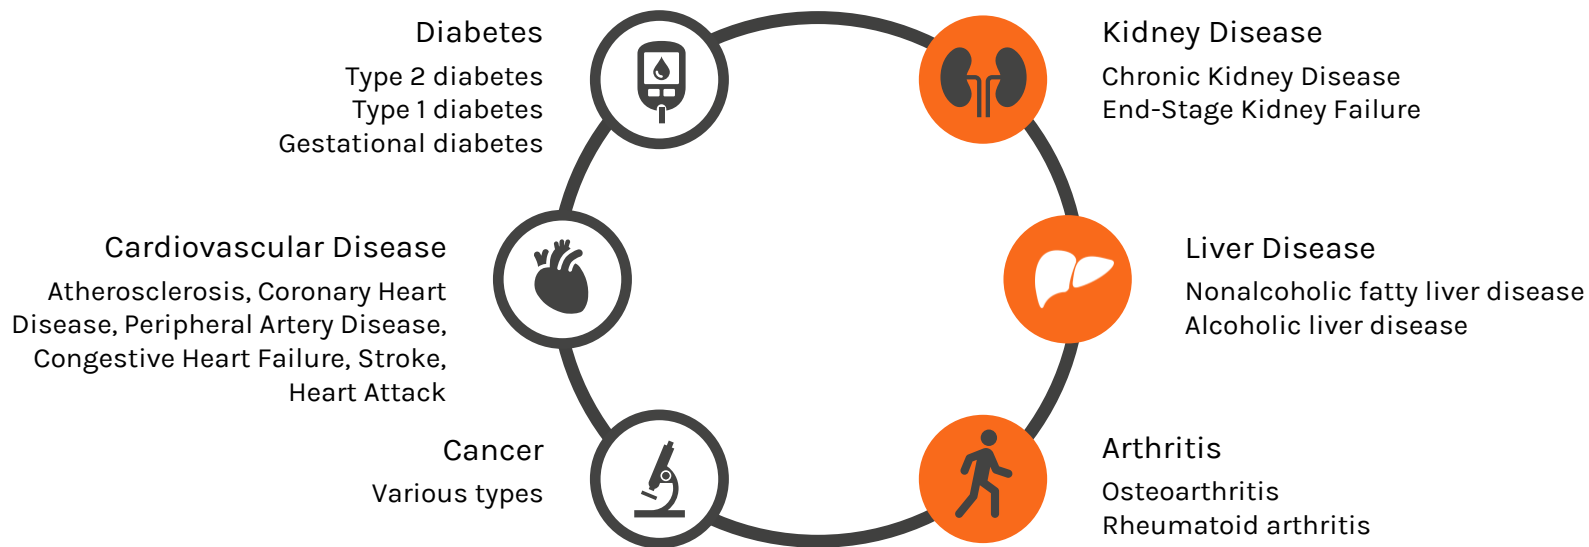 Diabetes
Type 2 diabetes
Type 1 diabetes
Gestational diabetes
Kidney Disease
Chronic Kidney Disease
End-Stage Kidney Failure
Cardiovascular Disease
Atherosclerosis, Coronary Heart
Disease, Peripheral Artery Disease,
Congestive Heart Failure, Stroke,
Heart Attack
Liver Disease
Nonalcoholic fatty liver disease
Alcoholic liver disease
Cancer
Various types
Arthritis
Osteoarthritis
Rheumatoid arthritis